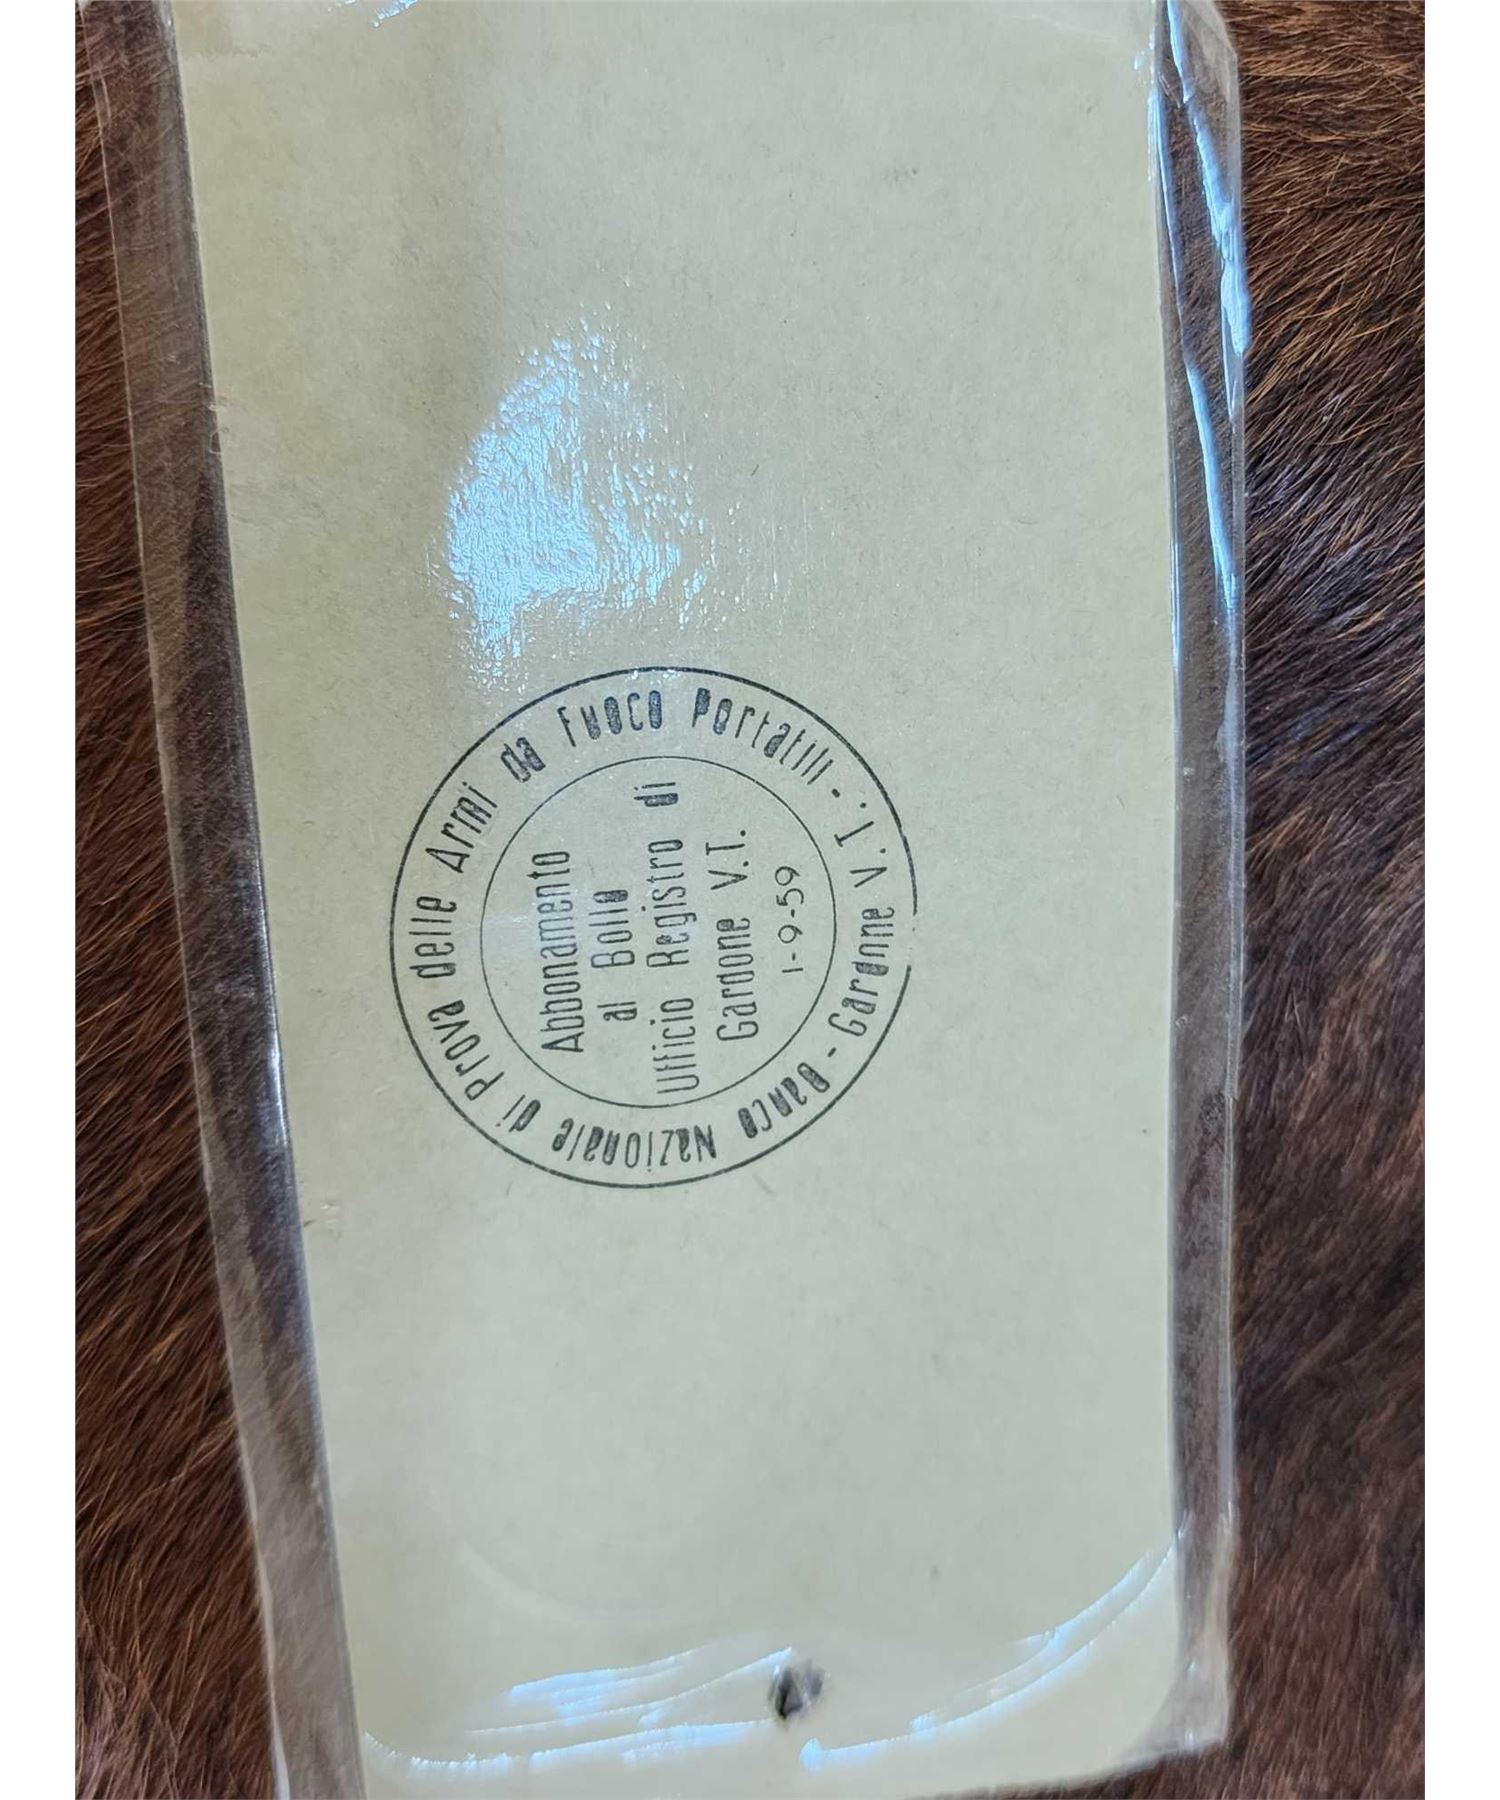 Banco Nazionale di Prova delle Armi da Fuoco Portatili - Gardone V.T. -
Abbonamento
al Bollo
Ufficio Registro di
Gardone V.T.
1-9-59